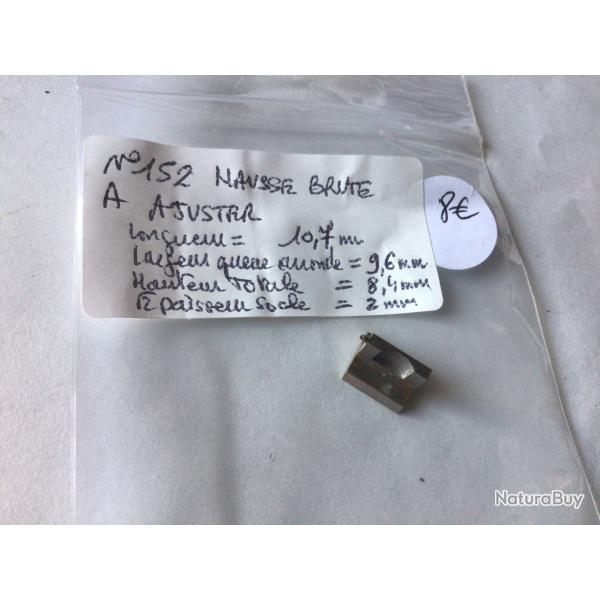 N° 152 HAUSSE BRUTE
A AJUSTER
longueur = 10,7 mm
largeur queue aronde = 9,6 mm
Hauteur Totale = 8,4 mm
Epaisseur Socle = 2 mm
8€
NaturaBuy